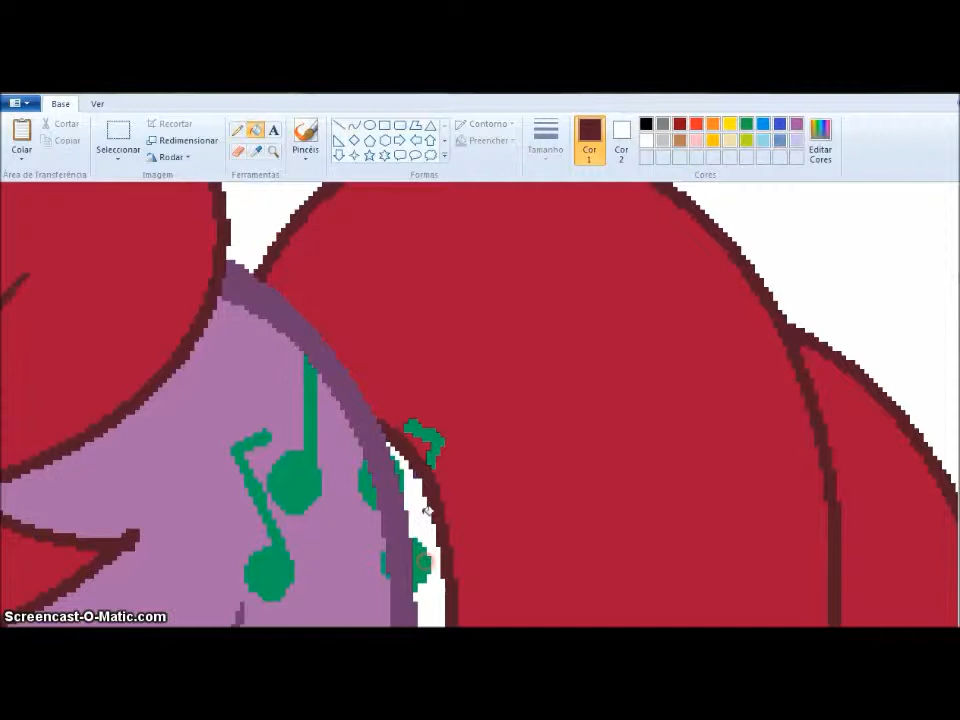 Base Ver
Colar
Cortar
Copiar
Área de Transferência
Seleccionar
Recortar
Redimensionar
Rodar
Imagem
A
Ferramentas
Pincéis
Contorno
Preencher
Formas
Tamanho
Cor
1
Cor
2
Editar
Cores
Cores
Screencast-O-Matic.com